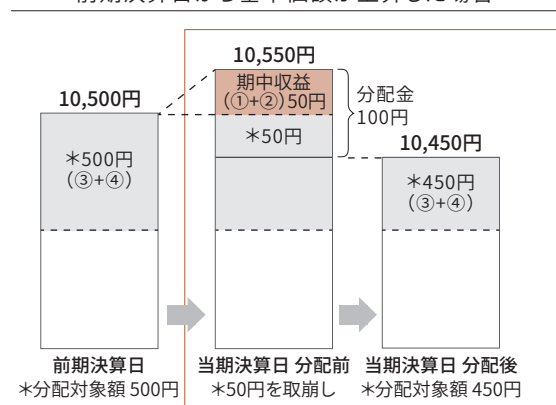 前期決算日から基準価額が上昇した場合
10,550円
期中収益
(①+②)50円
分配金
100円
10,500円
＊50円
10,450円
＊500円
(③+④)
＊450円
(③+④)
前期決算日
当期決算日 分配前
当期決算日 分配後
＊分配対象額 500円
＊50円を取崩し
＊分配対象額 450円